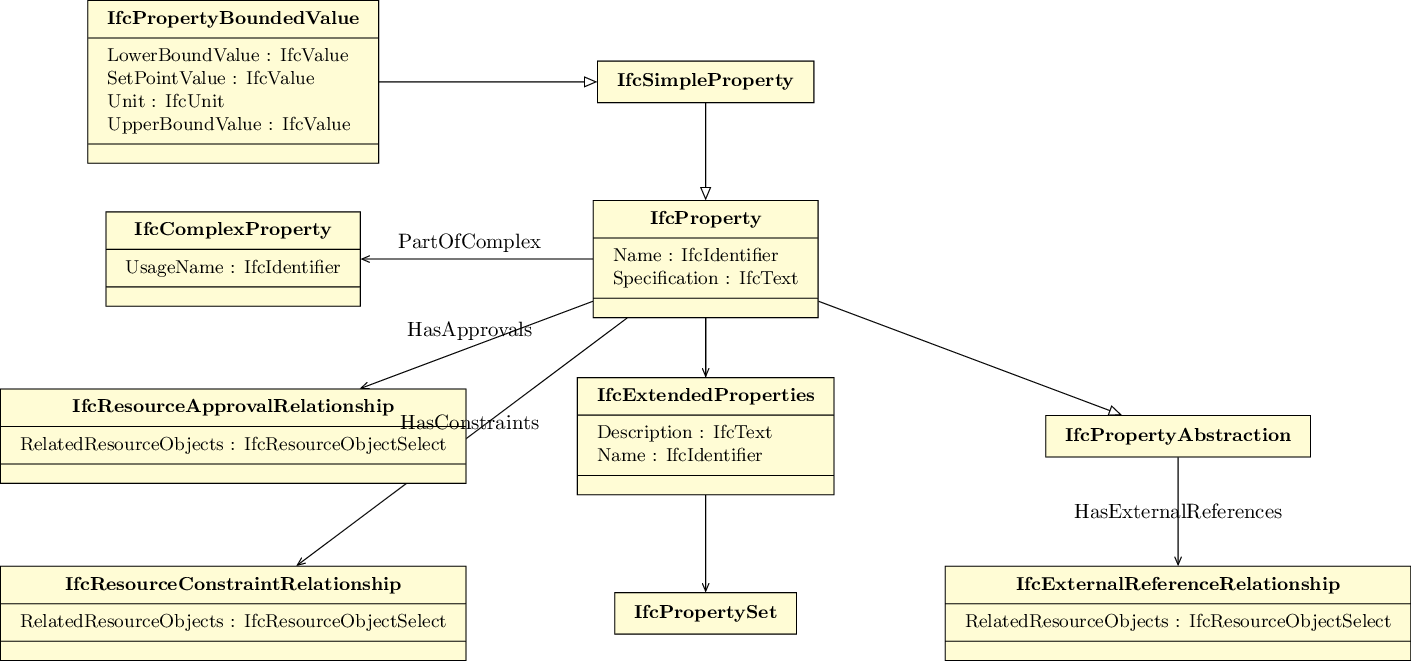 IfcPropertyBoundedValue
LowerBoundValue : IfcValue
SetPointValue : IfcValue
Unit : IfcUnit
UpperBoundValue : IfcValue
IfcSimpleProperty
IfcProperty
Name : IfcIdentifier
Specification : IfcText
IfcComplexProperty
UsageName : IfcIdentifier
PartOfComplex
HasApprovals
IfcResourceApprovalRelationship
RelatedResourceObjects : IfcResourceObjectSelect
HasConstraints
IfcExtendedProperties
Description : IfcText
Name : IfcIdentifier
IfcPropertyAbstraction
HasExternalReferences
IfcResourceConstraintRelationship
RelatedResourceObjects : IfcResourceObjectSelect
IfcPropertySet
IfcExternalReferenceRelationship
RelatedResourceObjects : IfcResourceObjectSelect